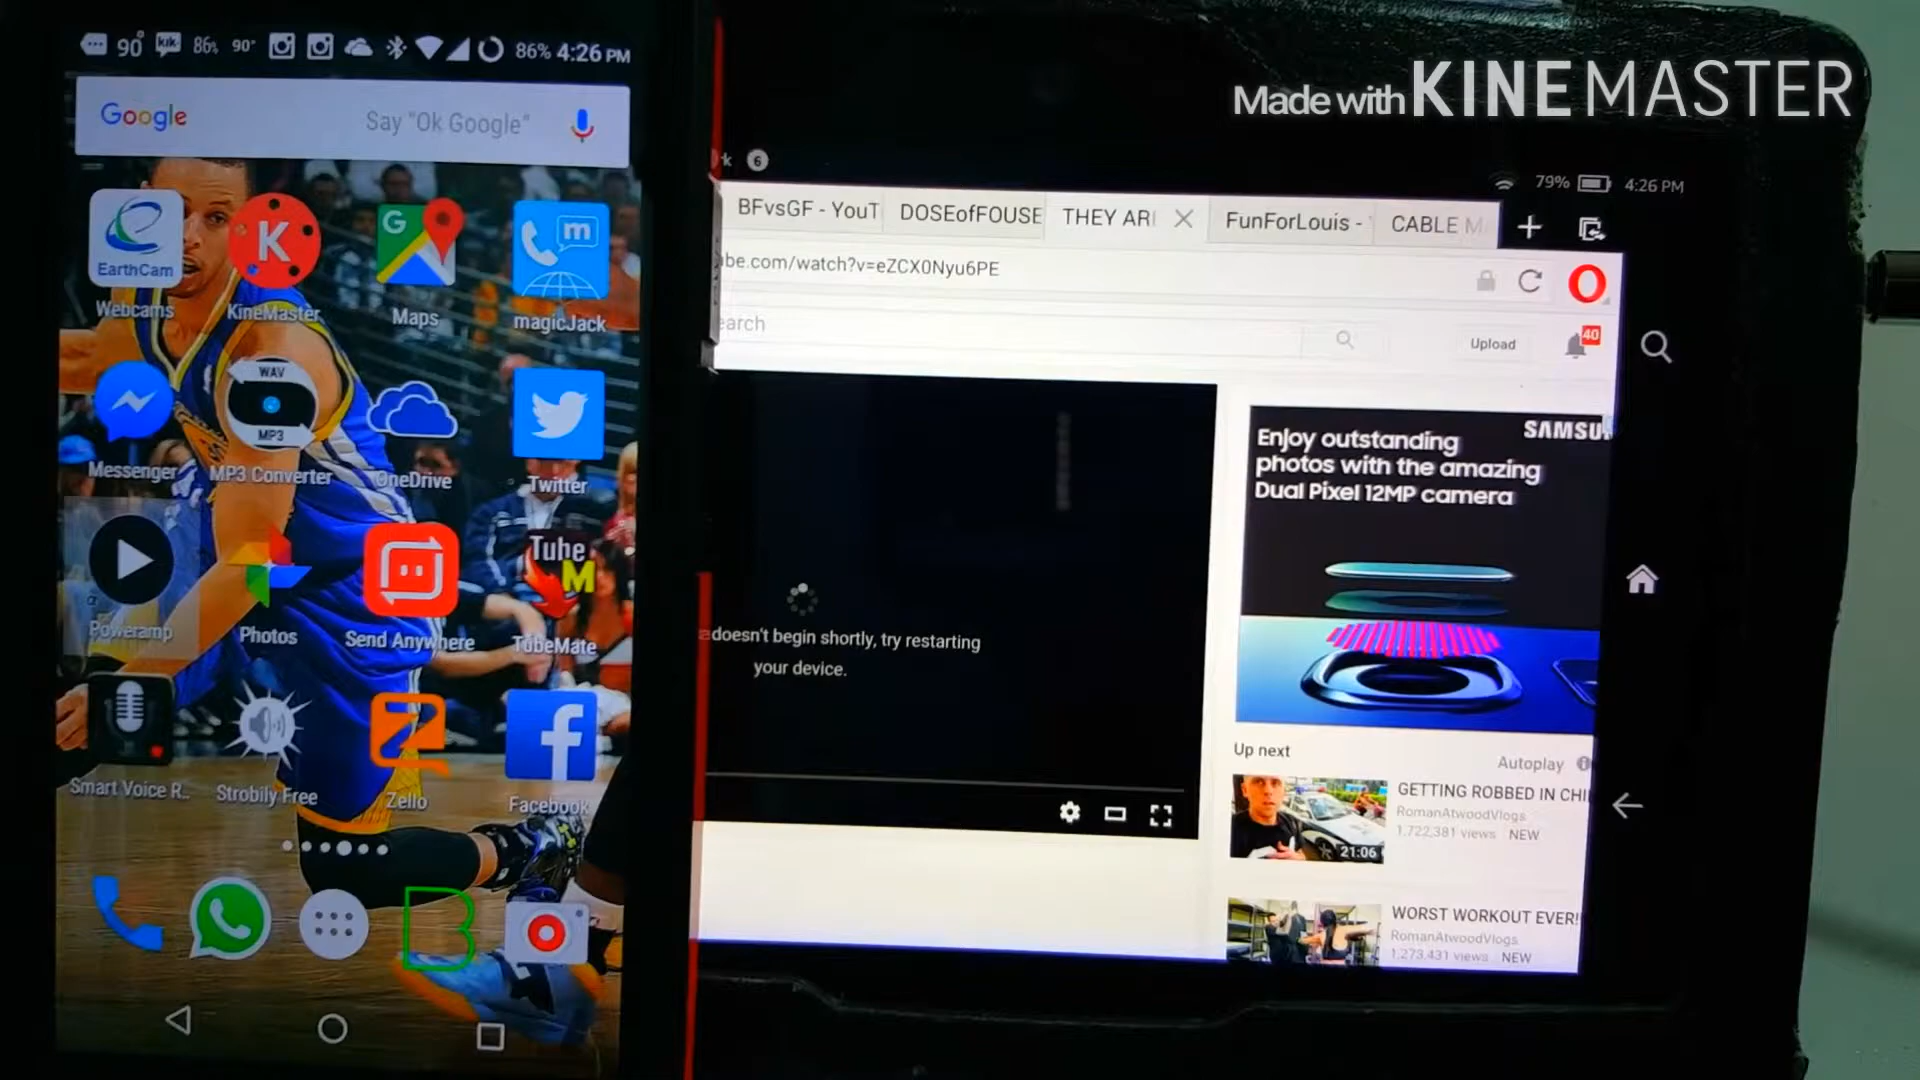 90° kik 86% 90° 86% 4:26 PM
Google Say "Ok Google"
EarthCam
K
G
m
Webcams KineMaster Maps magicJack
WAV
MP3
Messenger MP3 Converter OneDrive Twitter
Tube
M
Poweramp Photos Send Anywhere TubeMate
Smart Voice R.. Strobily Free Zello Facebook
Made with KINEMASTER
k 6
79% 4:26 PM
BFvsGF - YouT DOSEofFOUSE THEY AR FunForLouis - CABLE M
be.com/watch?v=eZCX0Nyu6PE
earch
Upload 40
doesn't begin shortly, try restarting
your device.
SAMSU
Enjoy outstanding
photos with the amazing
Dual Pixel 12MP camera
Up next Autoplay
GETTING ROBBED IN CHI
RomanAtwoodVlogs
1,722,381 views NEW
21:06
WORST WORKOUT EVER!
RomanAtwoodVlogs
1,273,431 views NEW